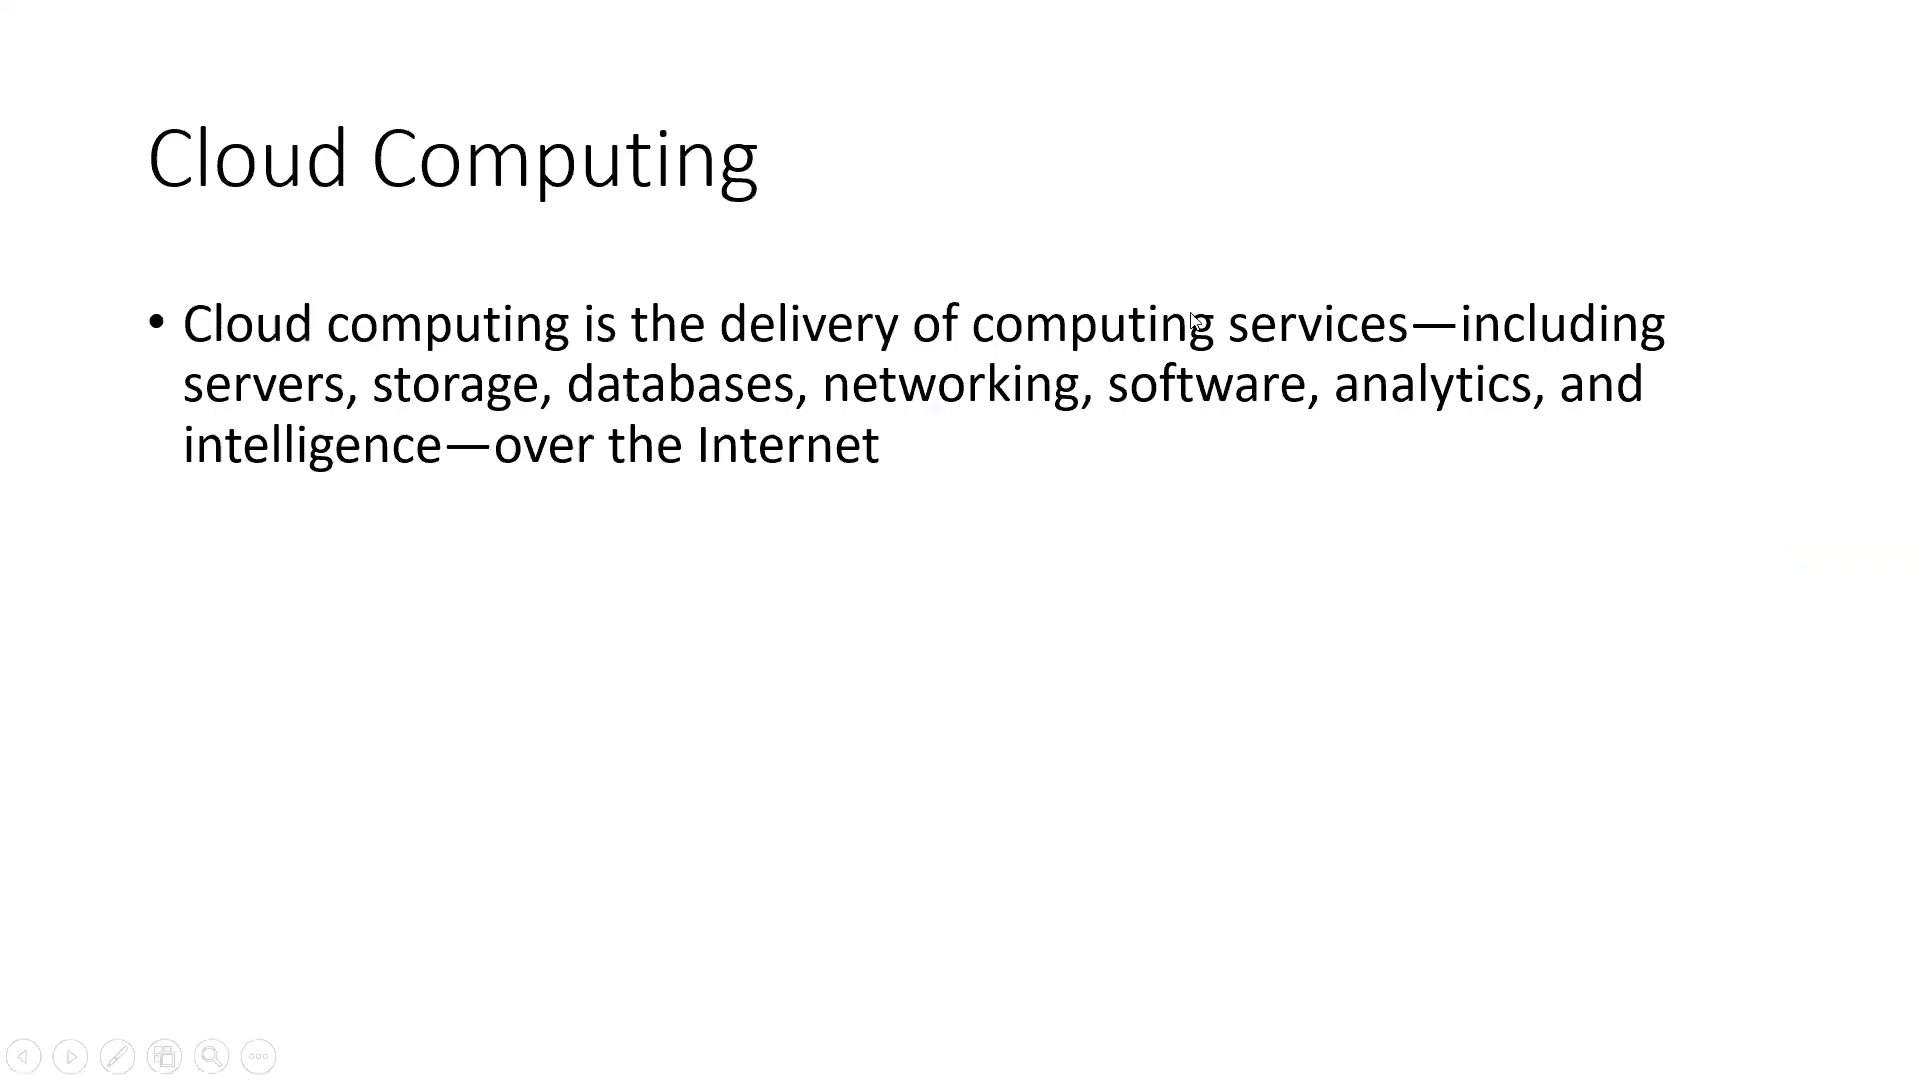 Cloud Computing
• Cloud computing is the delivery of computing services—including
servers, storage, databases, networking, software, analytics, and
intelligence—over the Internet